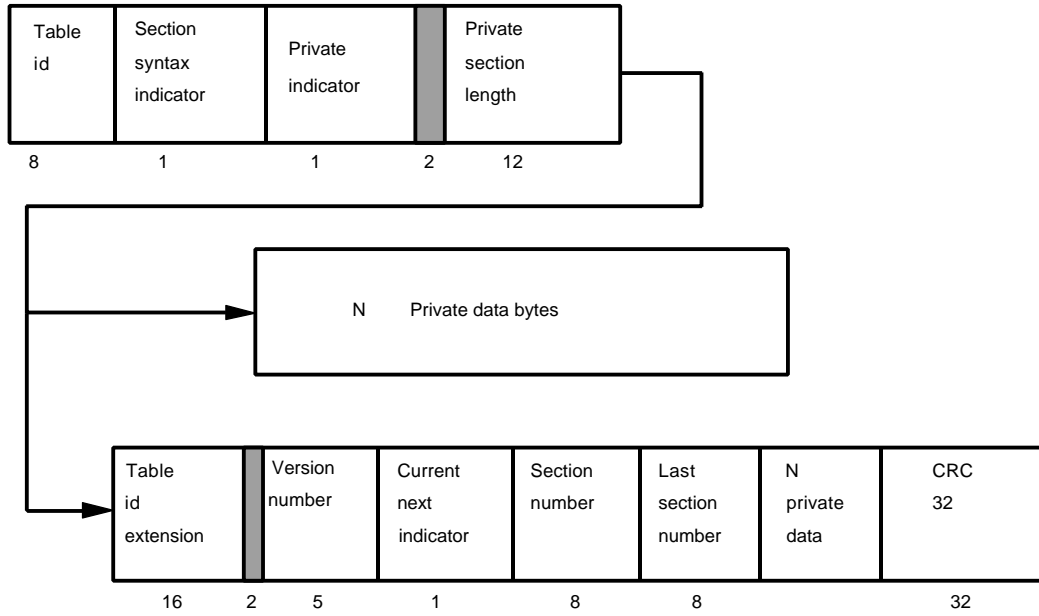 Table
id
Section
syntax
indicator
Private
indicator
Private
section
length
8
1
1
2
12
N Private data bytes
Table
id
extension
Version
number
Current
next
indicator
Section
number
Last
section
number
N
private
data
CRC
32
16
2
5
1
8
8
32